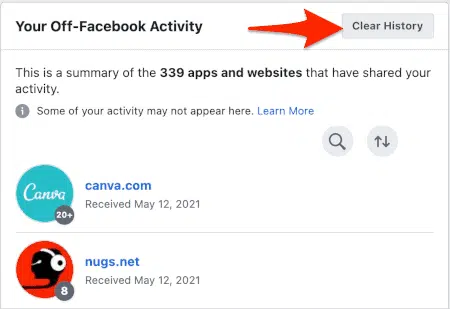 Your Off-Facebook Activity
Clear History
This is a summary of the 339 apps and websites that have shared your
activity.
i Some of your activity may not appear here. Learn More
Canva
20+
canva.com
Received May 12, 2021
8
nugs.net
Received May 12, 2021